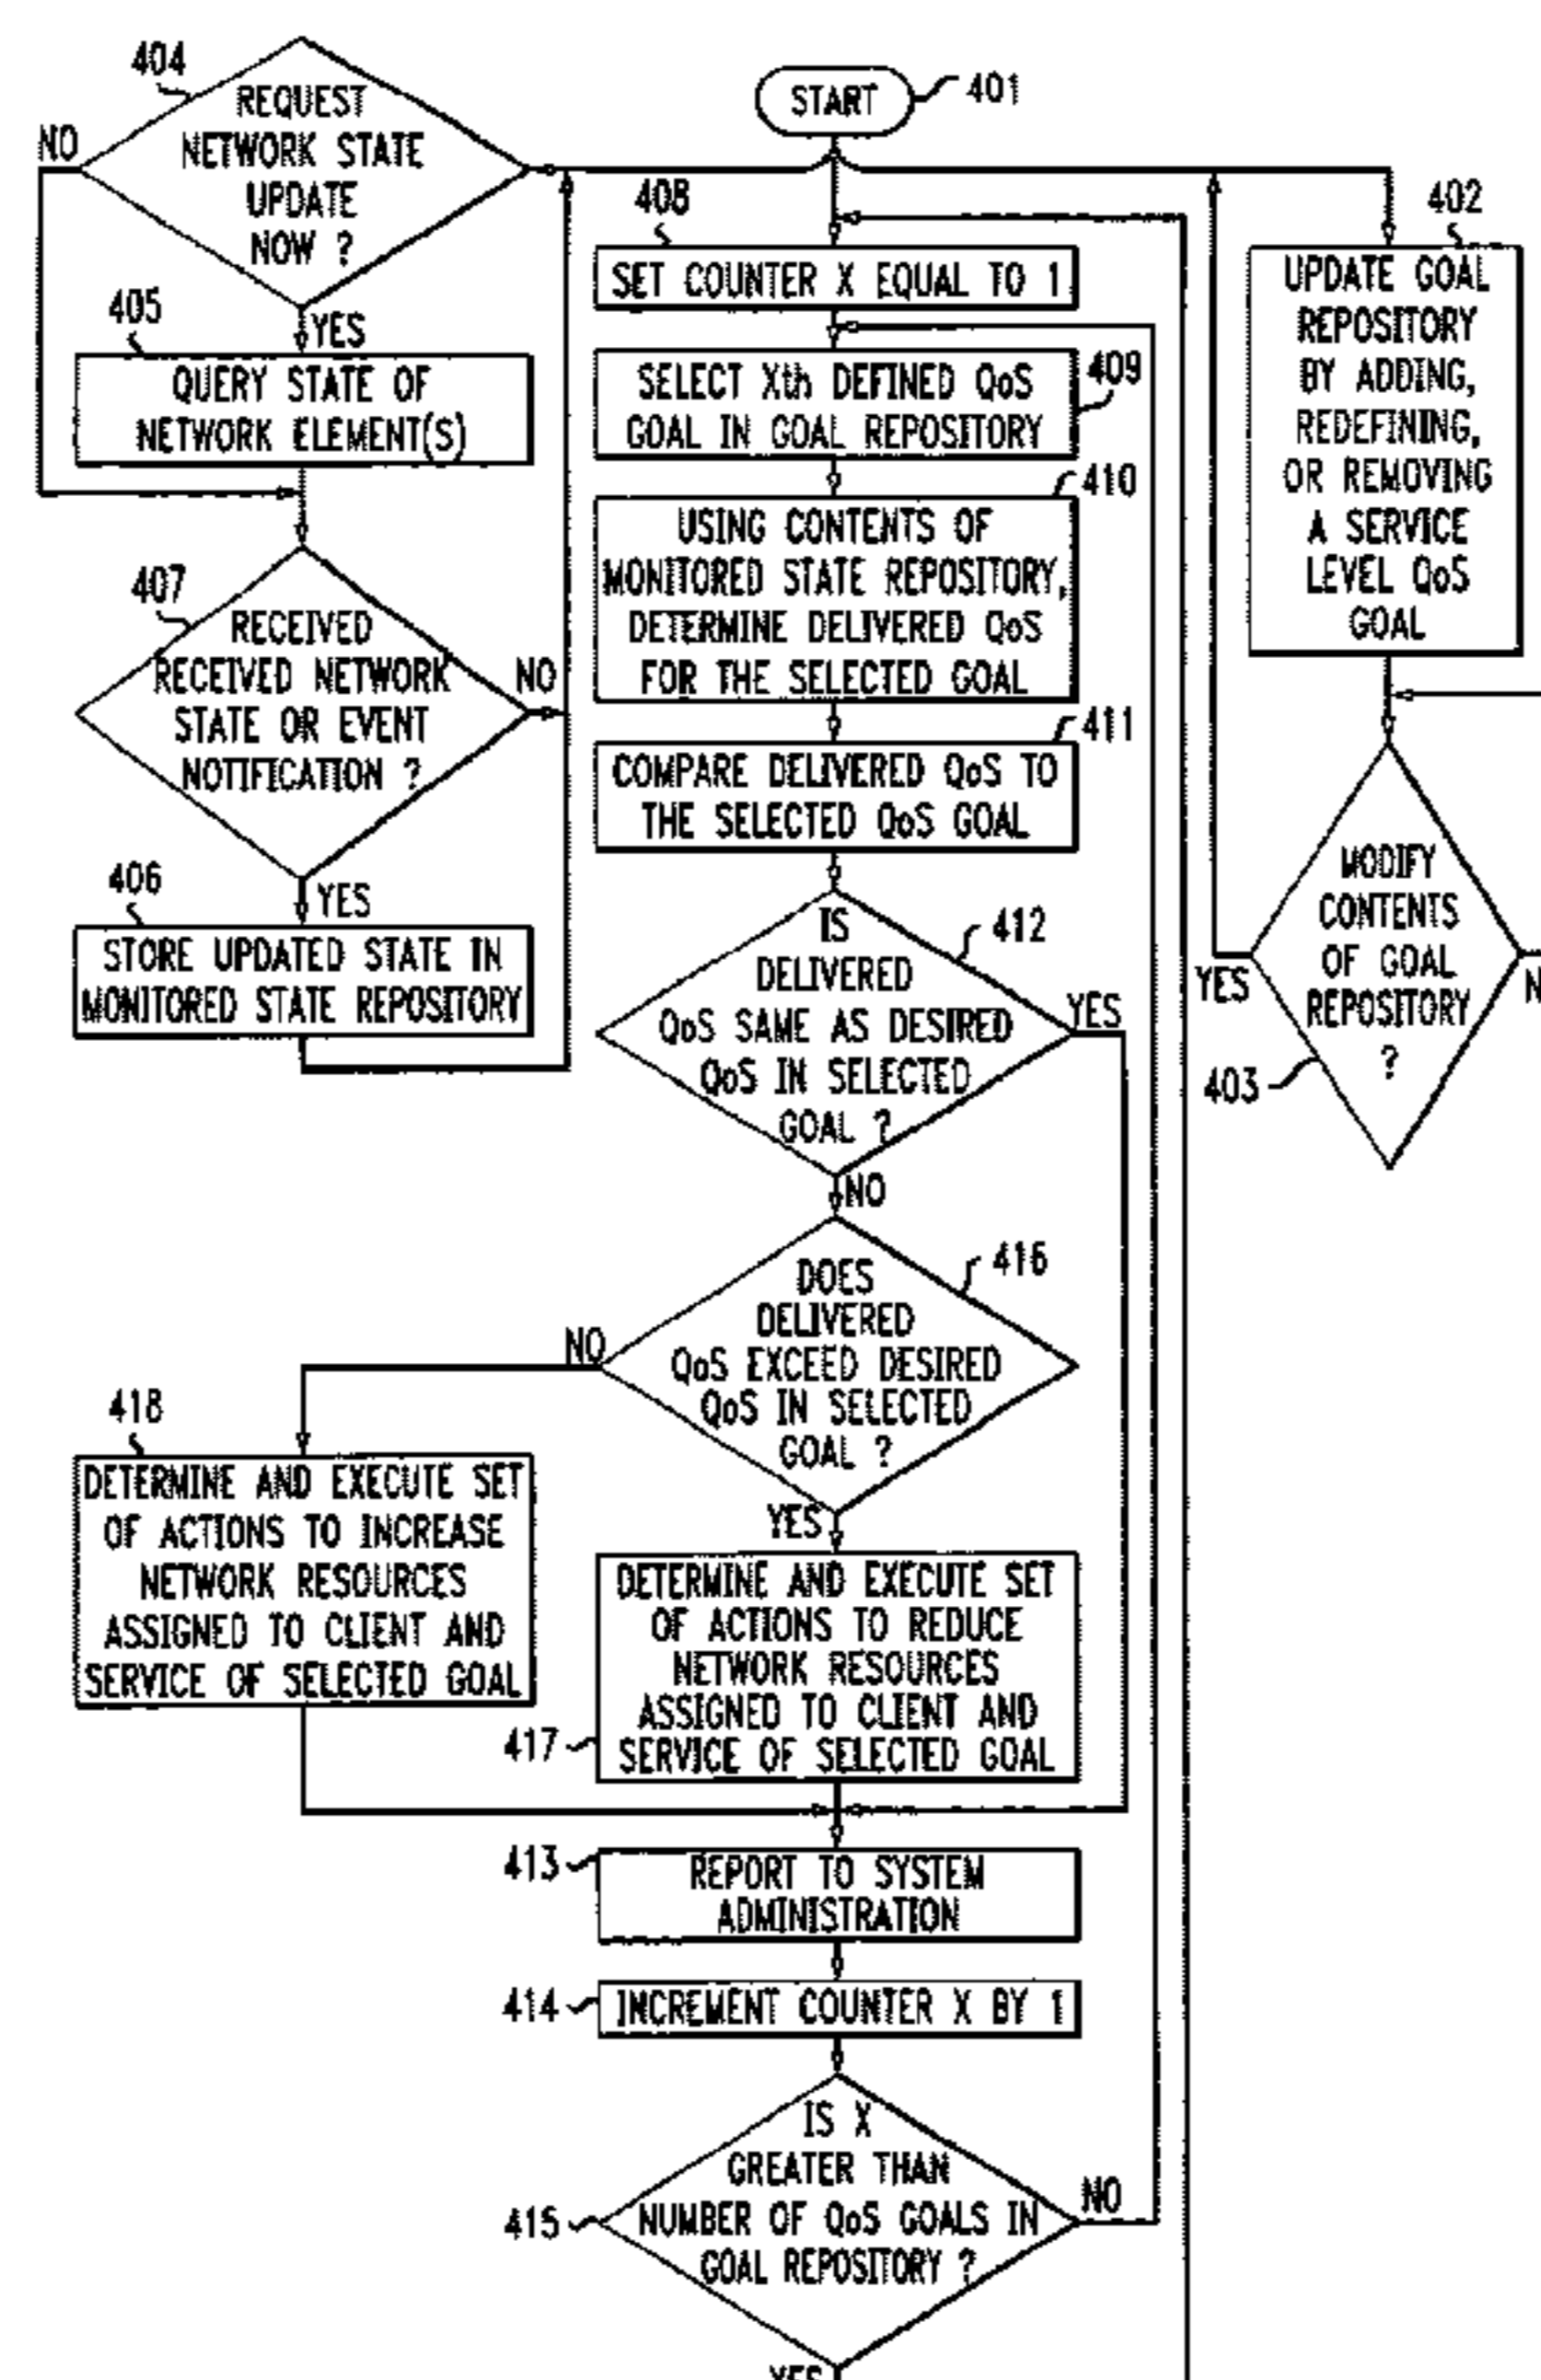 404
REQUEST
NETWORK STATE
UPDATE
NOW ?
NO
YES
405
QUERY STATE OF
NETWORK ELEMENT(S)
407
RECEIVED
RECEIVED NETWORK
STATE OR EVENT
NOTIFICATION ?
NO
YES
406
STORE UPDATED STATE IN
MONITORED STATE REPOSITORY
START
401
408
SET COUNTER X EQUAL TO 1
SELECT Xth DEFINED QoS
GOAL IN GOAL REPOSITORY
409
410
USING CONTENTS OF
MONITORED STATE REPOSITORY,
DETERMINE DELIVERED QoS
FOR THE SELECTED GOAL
411
COMPARE DELIVERED QoS TO
THE SELECTED QoS GOAL
IS
DELIVERED
QoS SAME AS DESIRED
QoS IN SELECTED
GOAL ?
412
YES
NO
DOES
DELIVERED
QoS EXCEED DESIRED
QoS IN SELECTED
GOAL ?
416
NO
YES
418
DETERMINE AND EXECUTE SET
OF ACTIONS TO INCREASE
NETWORK RESOURCES
ASSIGNED TO CLIENT AND
SERVICE OF SELECTED GOAL
DETERMINE AND EXECUTE SET
OF ACTIONS TO REDUCE
NETWORK RESOURCES
ASSIGNED TO CLIENT AND
SERVICE OF SELECTED GOAL
417
413
REPORT TO SYSTEM
ADMINISTRATION
414
INCREMENT COUNTER X BY 1
IS X
GREATER THAN
NUMBER OF QoS GOALS IN
GOAL REPOSITORY ?
415
NO
YES
402
UPDATE GOAL
REPOSITORY
BY ADDING,
REDEFINING,
OR REMOVING
A SERVICE
LEVEL QoS
GOAL
MODIFY
CONTENTS
OF GOAL
REPOSITORY
?
YES
N
403